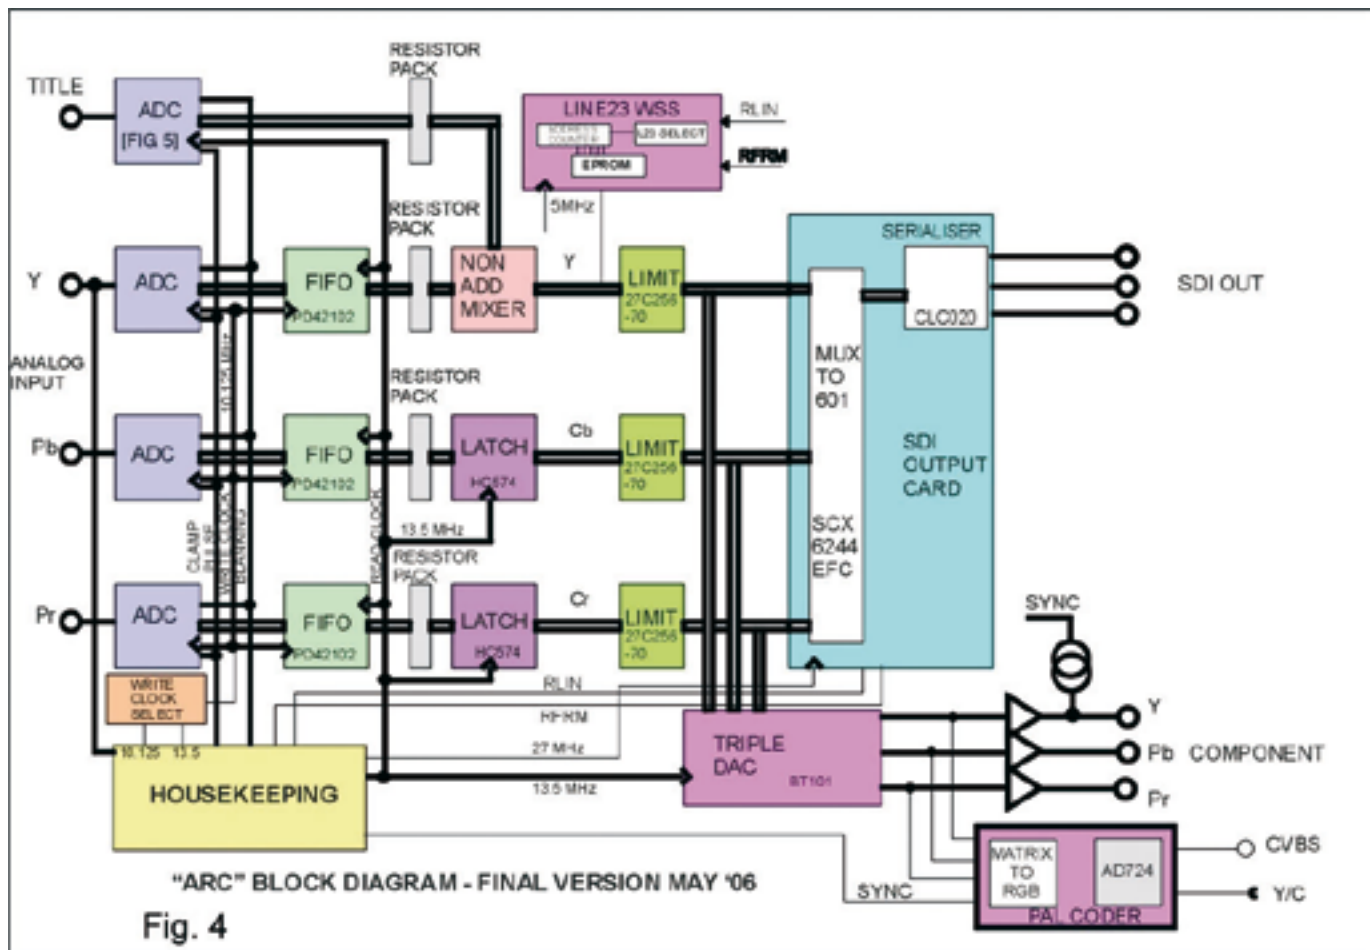 RESISTOR
PACK
TITLE
ADC
[FIG 5]
LINE23 WSS
L23 SELECT
EPROM
RLIN
RFRM
5MHz
RESISTOR
PACK
Y
ADC
FIFO
PD42102
NON
ADD
MIXER
Y
LIMIT
27C256
-70
SERIALISER
CLC020
SDI OUT
ANALOG
INPUT
10.125 MHz
RESISTOR
PACK
MUX
TO
601
Pb
ADC
FIFO
PD42102
LATCH
HC574
Cb
LIMIT
27C256
-70
SDI
OUTPUT
CARD
CLAMP
PULSE
WRITE CLOCK
BLANKING
READ CLOCK
13.5 MHz
RESISTOR
PACK
SCX
6244
EFC
Pr
ADC
FIFO
PD42102
LATCH
HC574
Cr
LIMIT
27C256
-70
SYNC
WRITE
CLOCK
SELECT
RLIN
RFRM
27 MHz
10.125 13.5
HOUSEKEEPING
13.5 MHz
TRIPLE
DAC
BT101
Y
Pb COMPONENT
Pr
MATRIX
TO
RGB
AD724
PAL CODER
CVBS
Y/C
SYNC
"ARC" BLOCK DIAGRAM - FINAL VERSION MAY '06
Fig. 4